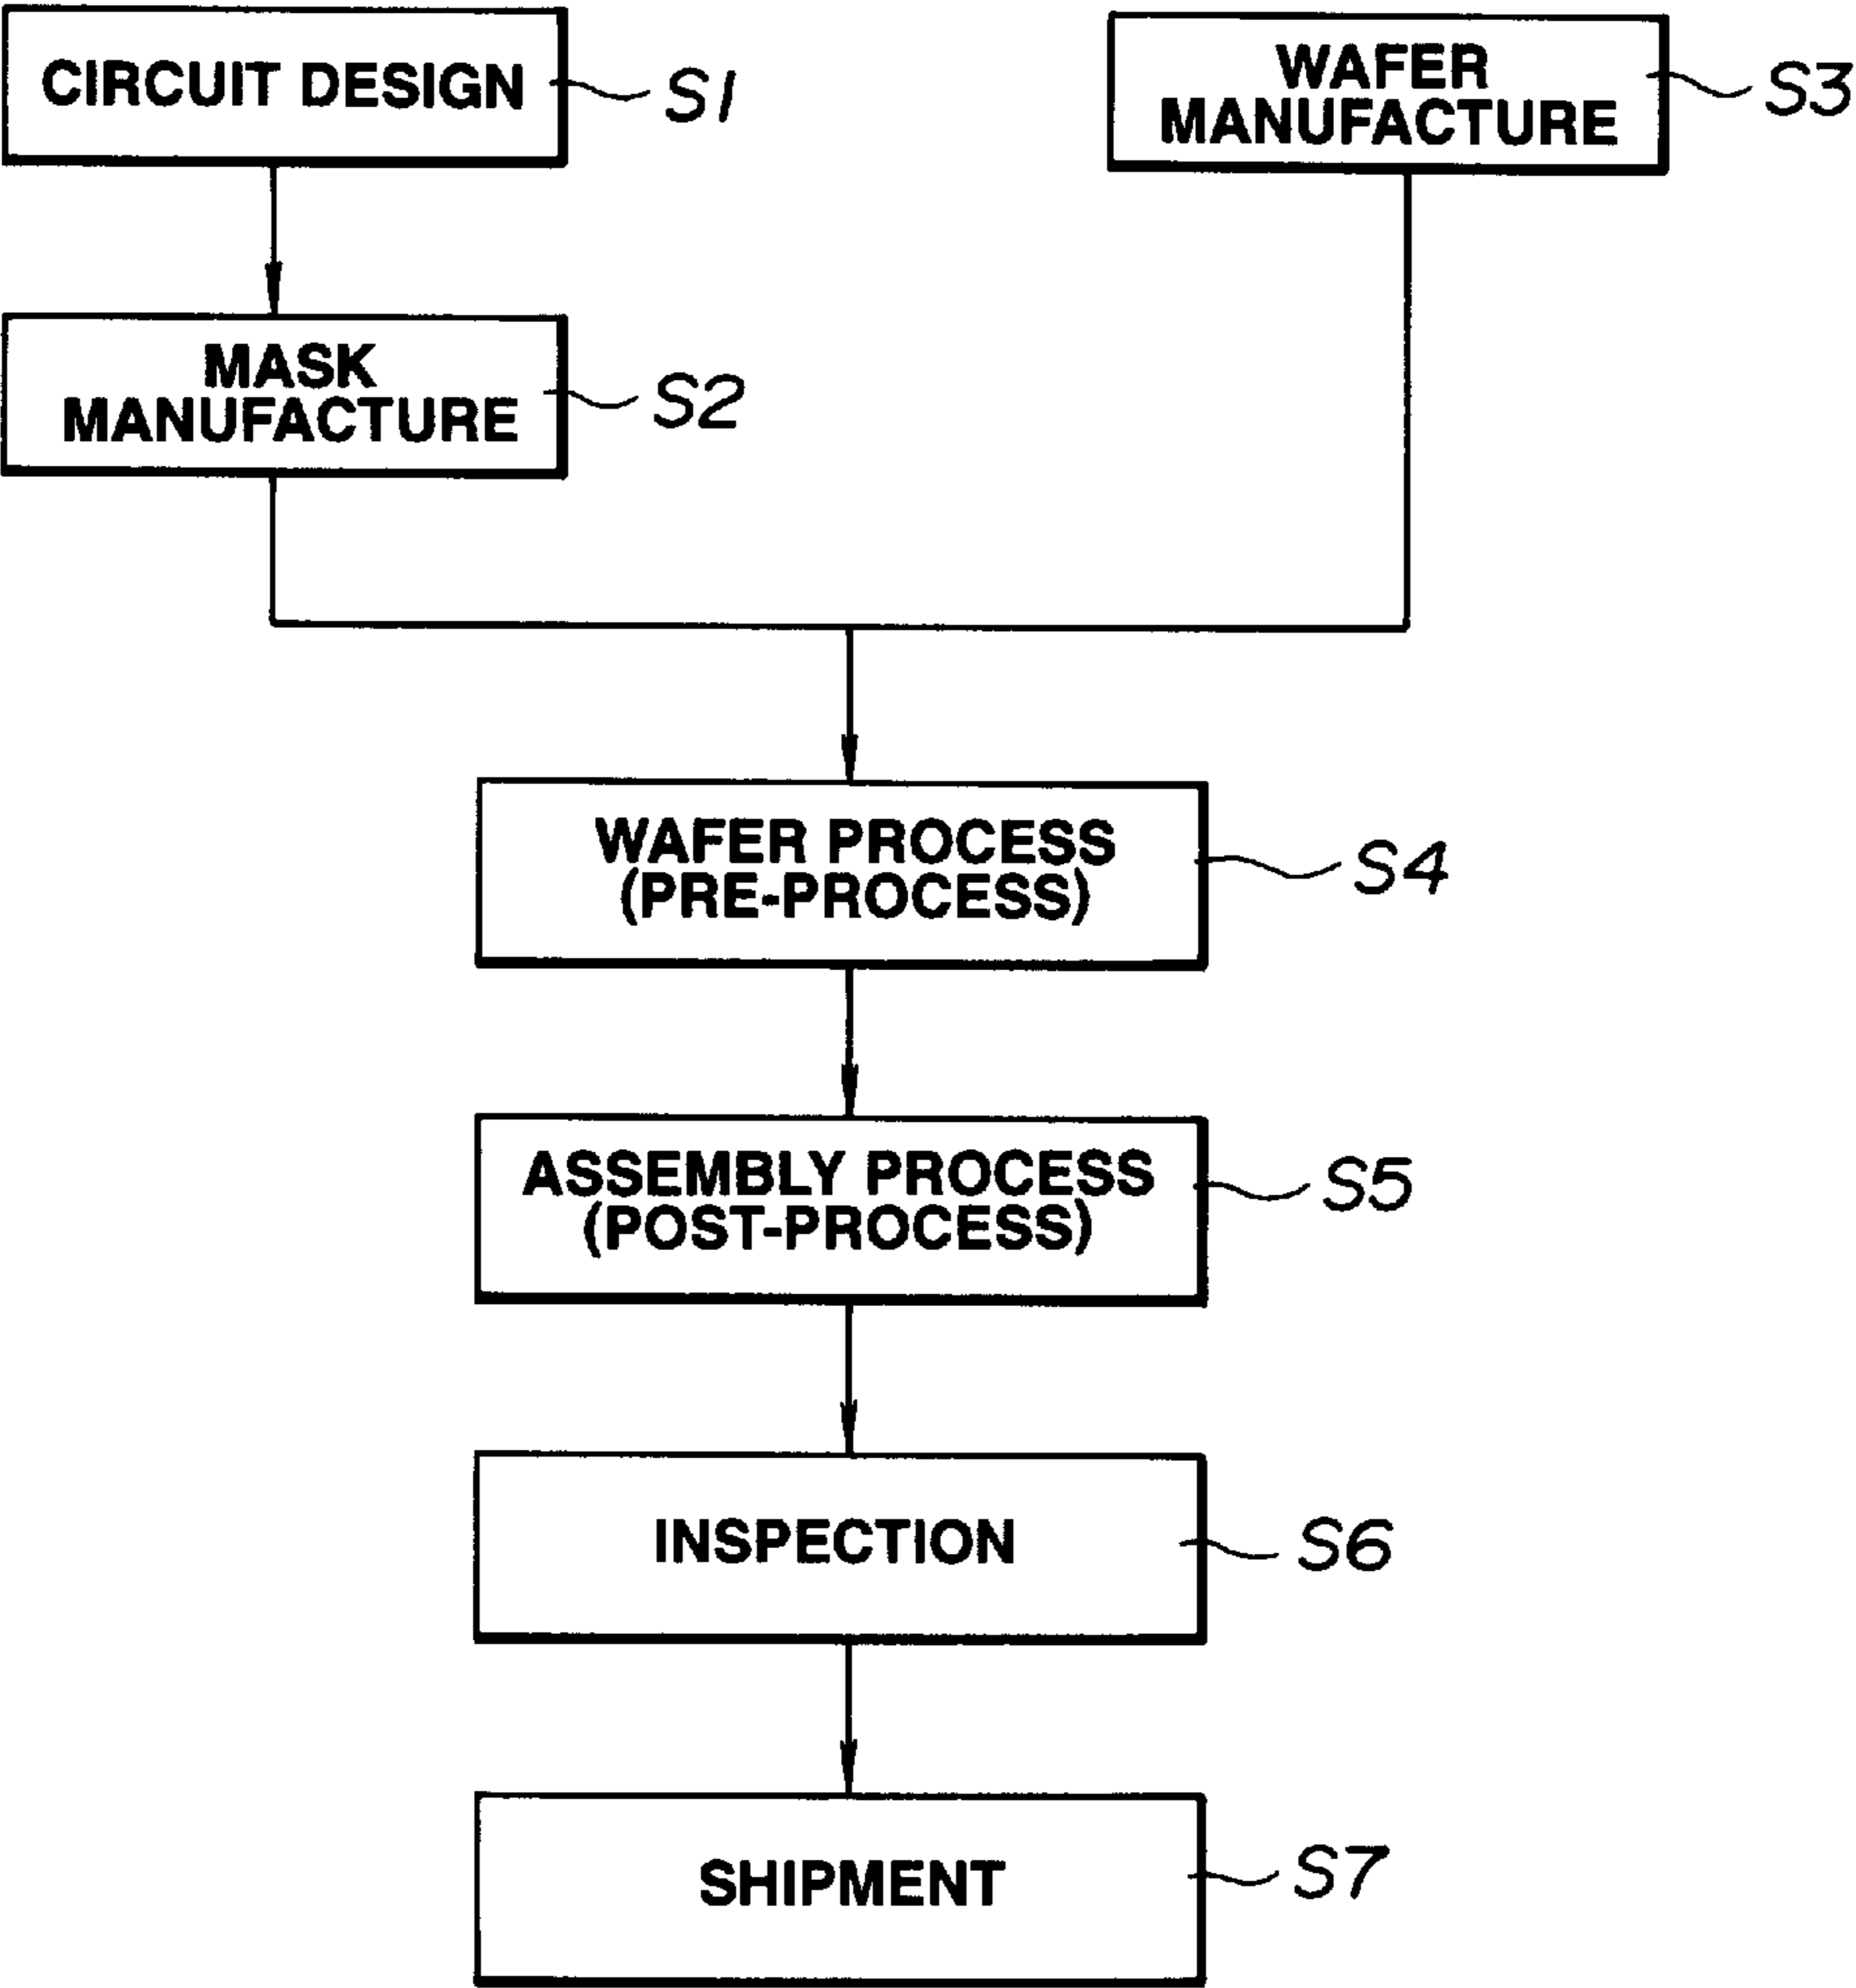 CIRCUIT DESIGN
S1
WAFER
MANUFACTURE
S3
MASK
MANUFACTURE
S2
WAFER PROCESS
(PRE-PROCESS)
S4
ASSEMBLY PROCESS
(POST-PROCESS)
S5
INSPECTION
S6
SHIPMENT
S7